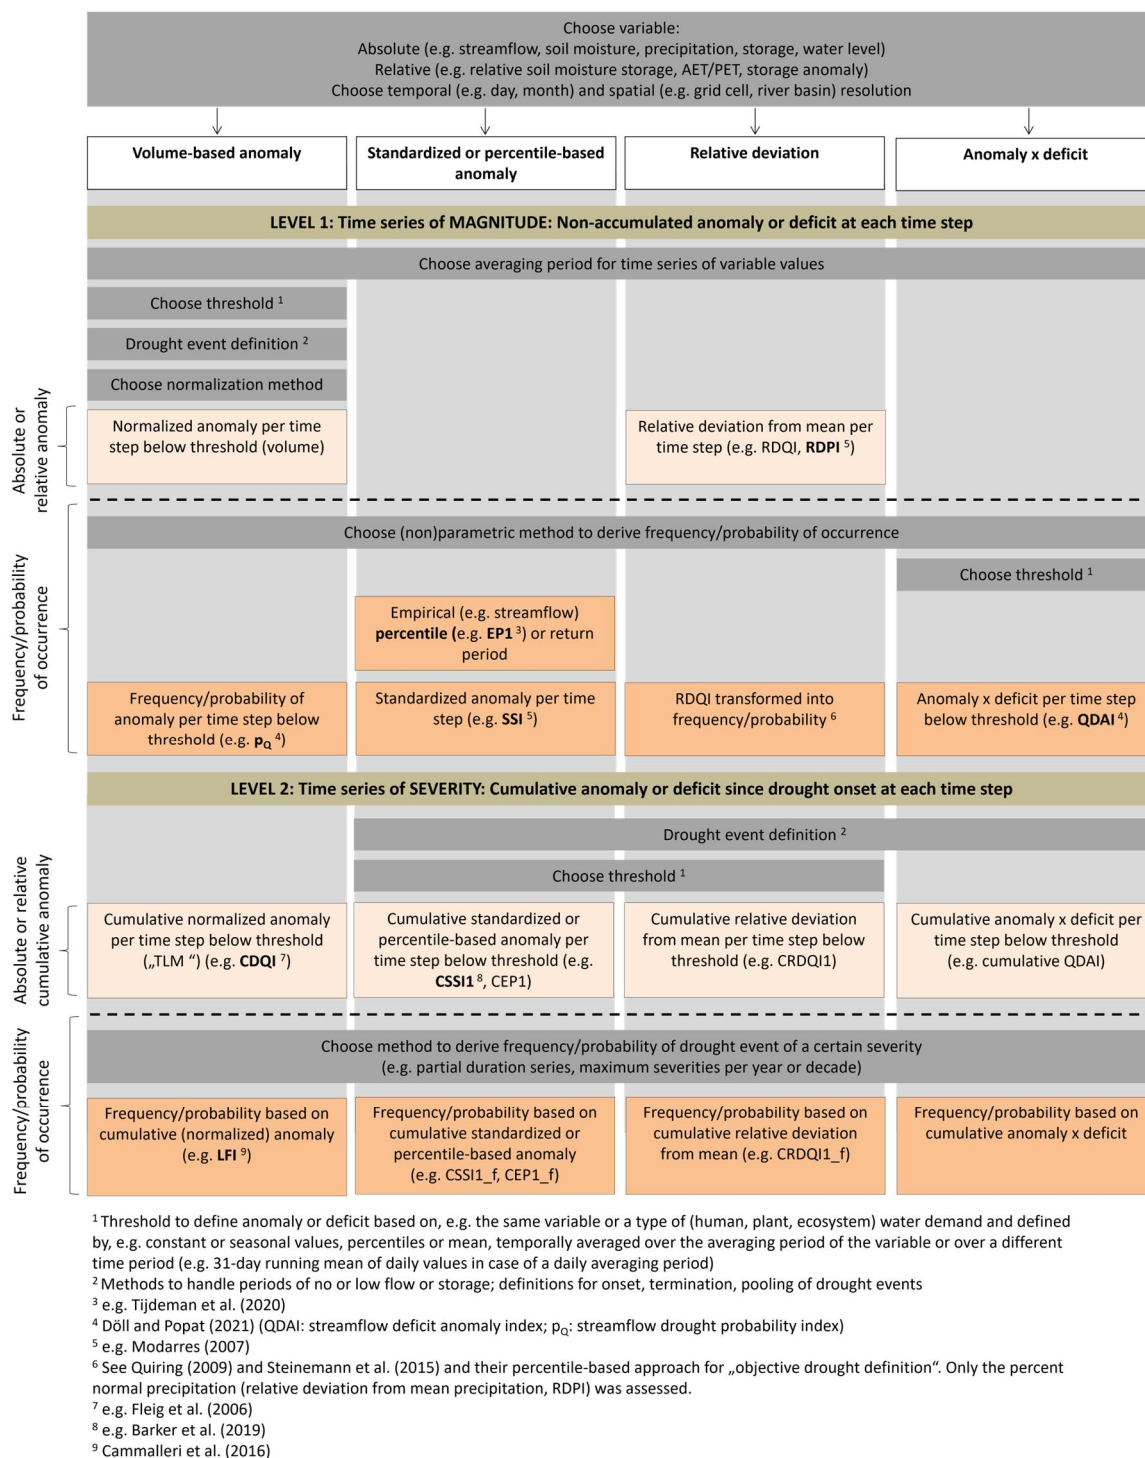 Choose variable:
Absolute (e.g. streamflow, soil moisture, precipitation, storage, water level)
Relative (e.g. relative soil moisture storage, AET/PET, storage anomaly)
Choose temporal (e.g. day, month) and spatial (e.g. grid cell, river basin) resolution
Volume-based anomaly
Standardized or percentile-based
anomaly
Relative deviation
Anomaly x deficit
LEVEL 1: Time series of MAGNITUDE: Non-accumulated anomaly or deficit at each time step
Choose averaging period for time series of variable values
Choose threshold ¹
Drought event definition ²
Choose normalization method
Absolute or
relative anomaly
Normalized anomaly per time
step below threshold (volume)
Relative deviation from mean per
time step (e.g. RDQI, RDPI ⁵)
Frequency/probability
of occurrence
Choose (non)parametric method to derive frequency/probability of occurrence
Choose threshold ¹
Empirical (e.g. streamflow)
percentile (e.g. EP1 ³) or return
period
Frequency/probability of
anomaly per time step below
threshold (e.g. p_Q ⁴)
Standardized anomaly per time
step (e.g. SSI ⁵)
RDQI transformed into
frequency/probability ⁶
Anomaly x deficit per time step
below threshold (e.g. QDAI ⁴)
LEVEL 2: Time series of SEVERITY: Cumulative anomaly or deficit since drought onset at each time step
Drought event definition ²
Choose threshold ¹
Absolute or relative
cumulative anomaly
Cumulative normalized anomaly
per time step below threshold
(„TLM “) (e.g. CDQI ⁷)
Cumulative standardized or
percentile-based anomaly per
time step below threshold (e.g.
CSSI1 ⁸, CEP1)
Cumulative relative deviation
from mean per time step below
threshold (e.g. CRDQI1)
Cumulative anomaly x deficit per
time step below threshold
(e.g. cumulative QDAI)
Frequency/probability
of occurrence
Choose method to derive frequency/probability of drought event of a certain severity
(e.g. partial duration series, maximum severities per year or decade)
Frequency/probability based on
cumulative (normalized) anomaly
(e.g. LFI ⁹)
Frequency/probability based on
cumulative standardized or
percentile-based anomaly
(e.g. CSSI1_f, CEP1_f)
Frequency/probability based on
cumulative relative deviation
from mean (e.g. CRDQI1_f)
Frequency/probability based on
cumulative anomaly x deficit
¹ Threshold to define anomaly or deficit based on, e.g. the same variable or a type of (human, plant, ecosystem) water demand and defined
by, e.g. constant or seasonal values, percentiles or mean, temporally averaged over the averaging period of the variable or over a different
time period (e.g. 31-day running mean of daily values in case of a daily averaging period)
² Methods to handle periods of no or low flow or storage; definitions for onset, termination, pooling of drought events
³ e.g. Tijdeman et al. (2020)
⁴ Döll and Popat (2021) (QDAI: streamflow deficit anomaly index; p_Q: streamflow drought probability index)
⁵ e.g. Modarres (2007)
⁶ See Quiring (2009) and Steinemann et al. (2015) and their percentile-based approach for „objective drought definition“. Only the percent
normal precipitation (relative deviation from mean precipitation, RDPI) was assessed.
⁷ e.g. Fleig et al. (2006)
⁸ e.g. Barker et al. (2019)
⁹ Cammalleri et al. (2016)